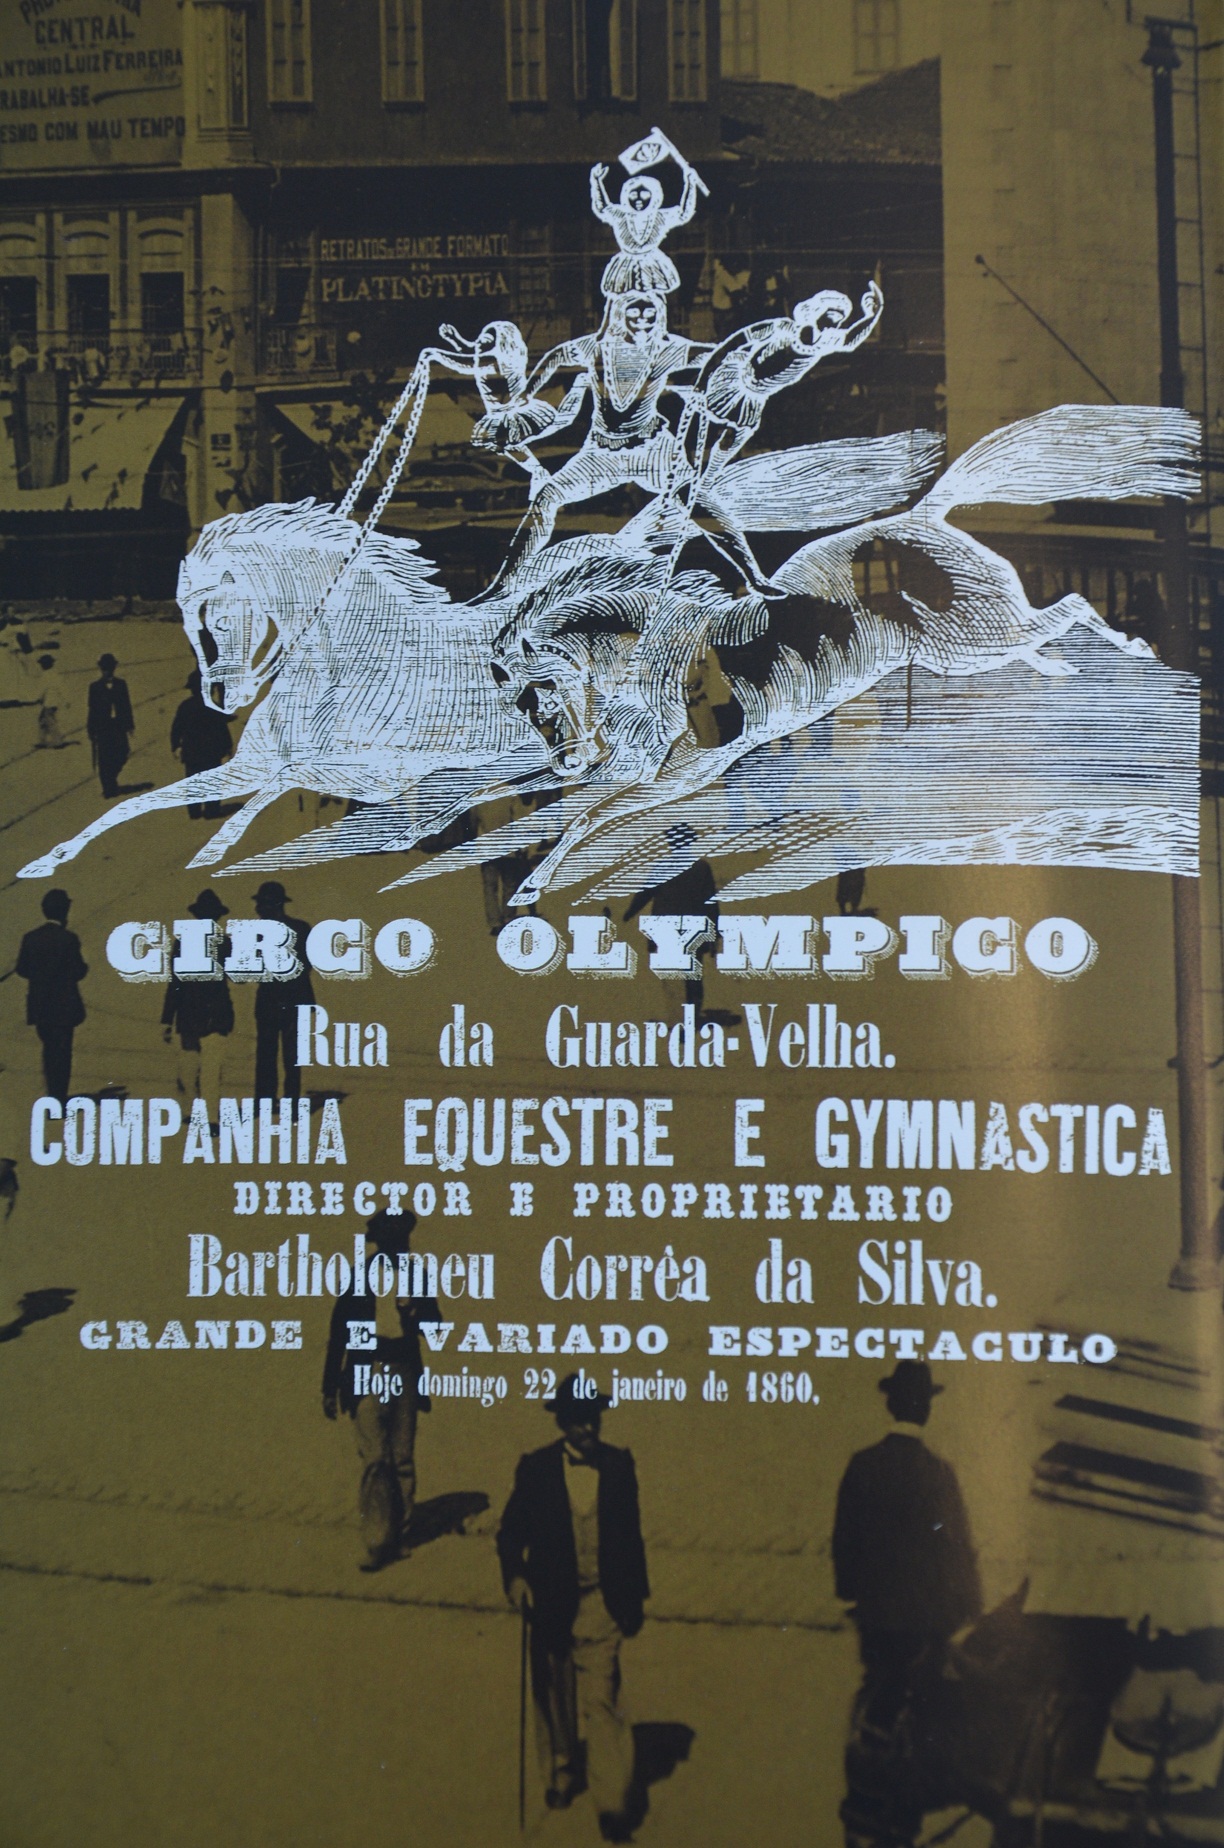 CENTRAL
ANTONIO LUIZ FERREIRA
RABALHA-SE
ESMO COM MAU TEMPO
RETRATOS DE GRANDE FORMATO
EM
PLATINOTYPIA
CIRCO OLYMPICO
Rua da Guarda-Velha.
COMPANHIA EQUESTRE E GYMNASTICA
DIRECTOR E PROPRIETARIO
Bartholomeu Corrêa da Silva.
GRANDE E VARIADO ESPECTACULO
Hoje domingo 22 de janeiro de 1860.